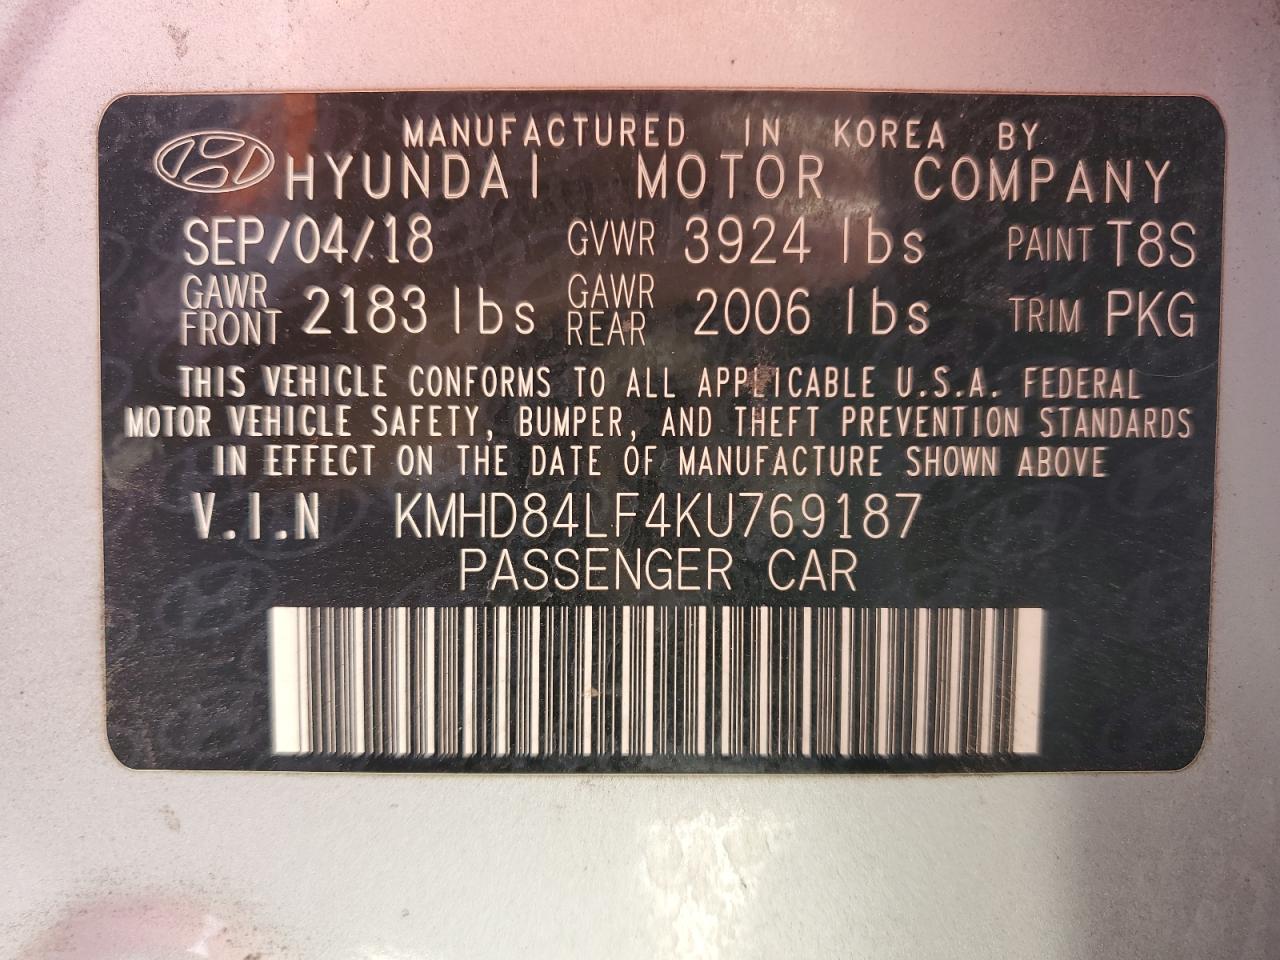 MANUFACTURED IN KOREA BY
HYUNDAI MOTOR COMPANY
SEP/04/18 GVWR 3924 lbs PAINT T8S
GAWR FRONT 2183 lbs GAWR REAR 2006 lbs TRIM PKG
THIS VEHICLE CONFORMS TO ALL APPLICABLE U.S.A. FEDERAL
MOTOR VEHICLE SAFETY, BUMPER, AND THEFT PREVENTION STANDARDS
IN EFFECT ON THE DATE OF MANUFACTURE SHOWN ABOVE
V.I.N KMHD84LF4KU769187
PASSENGER CAR